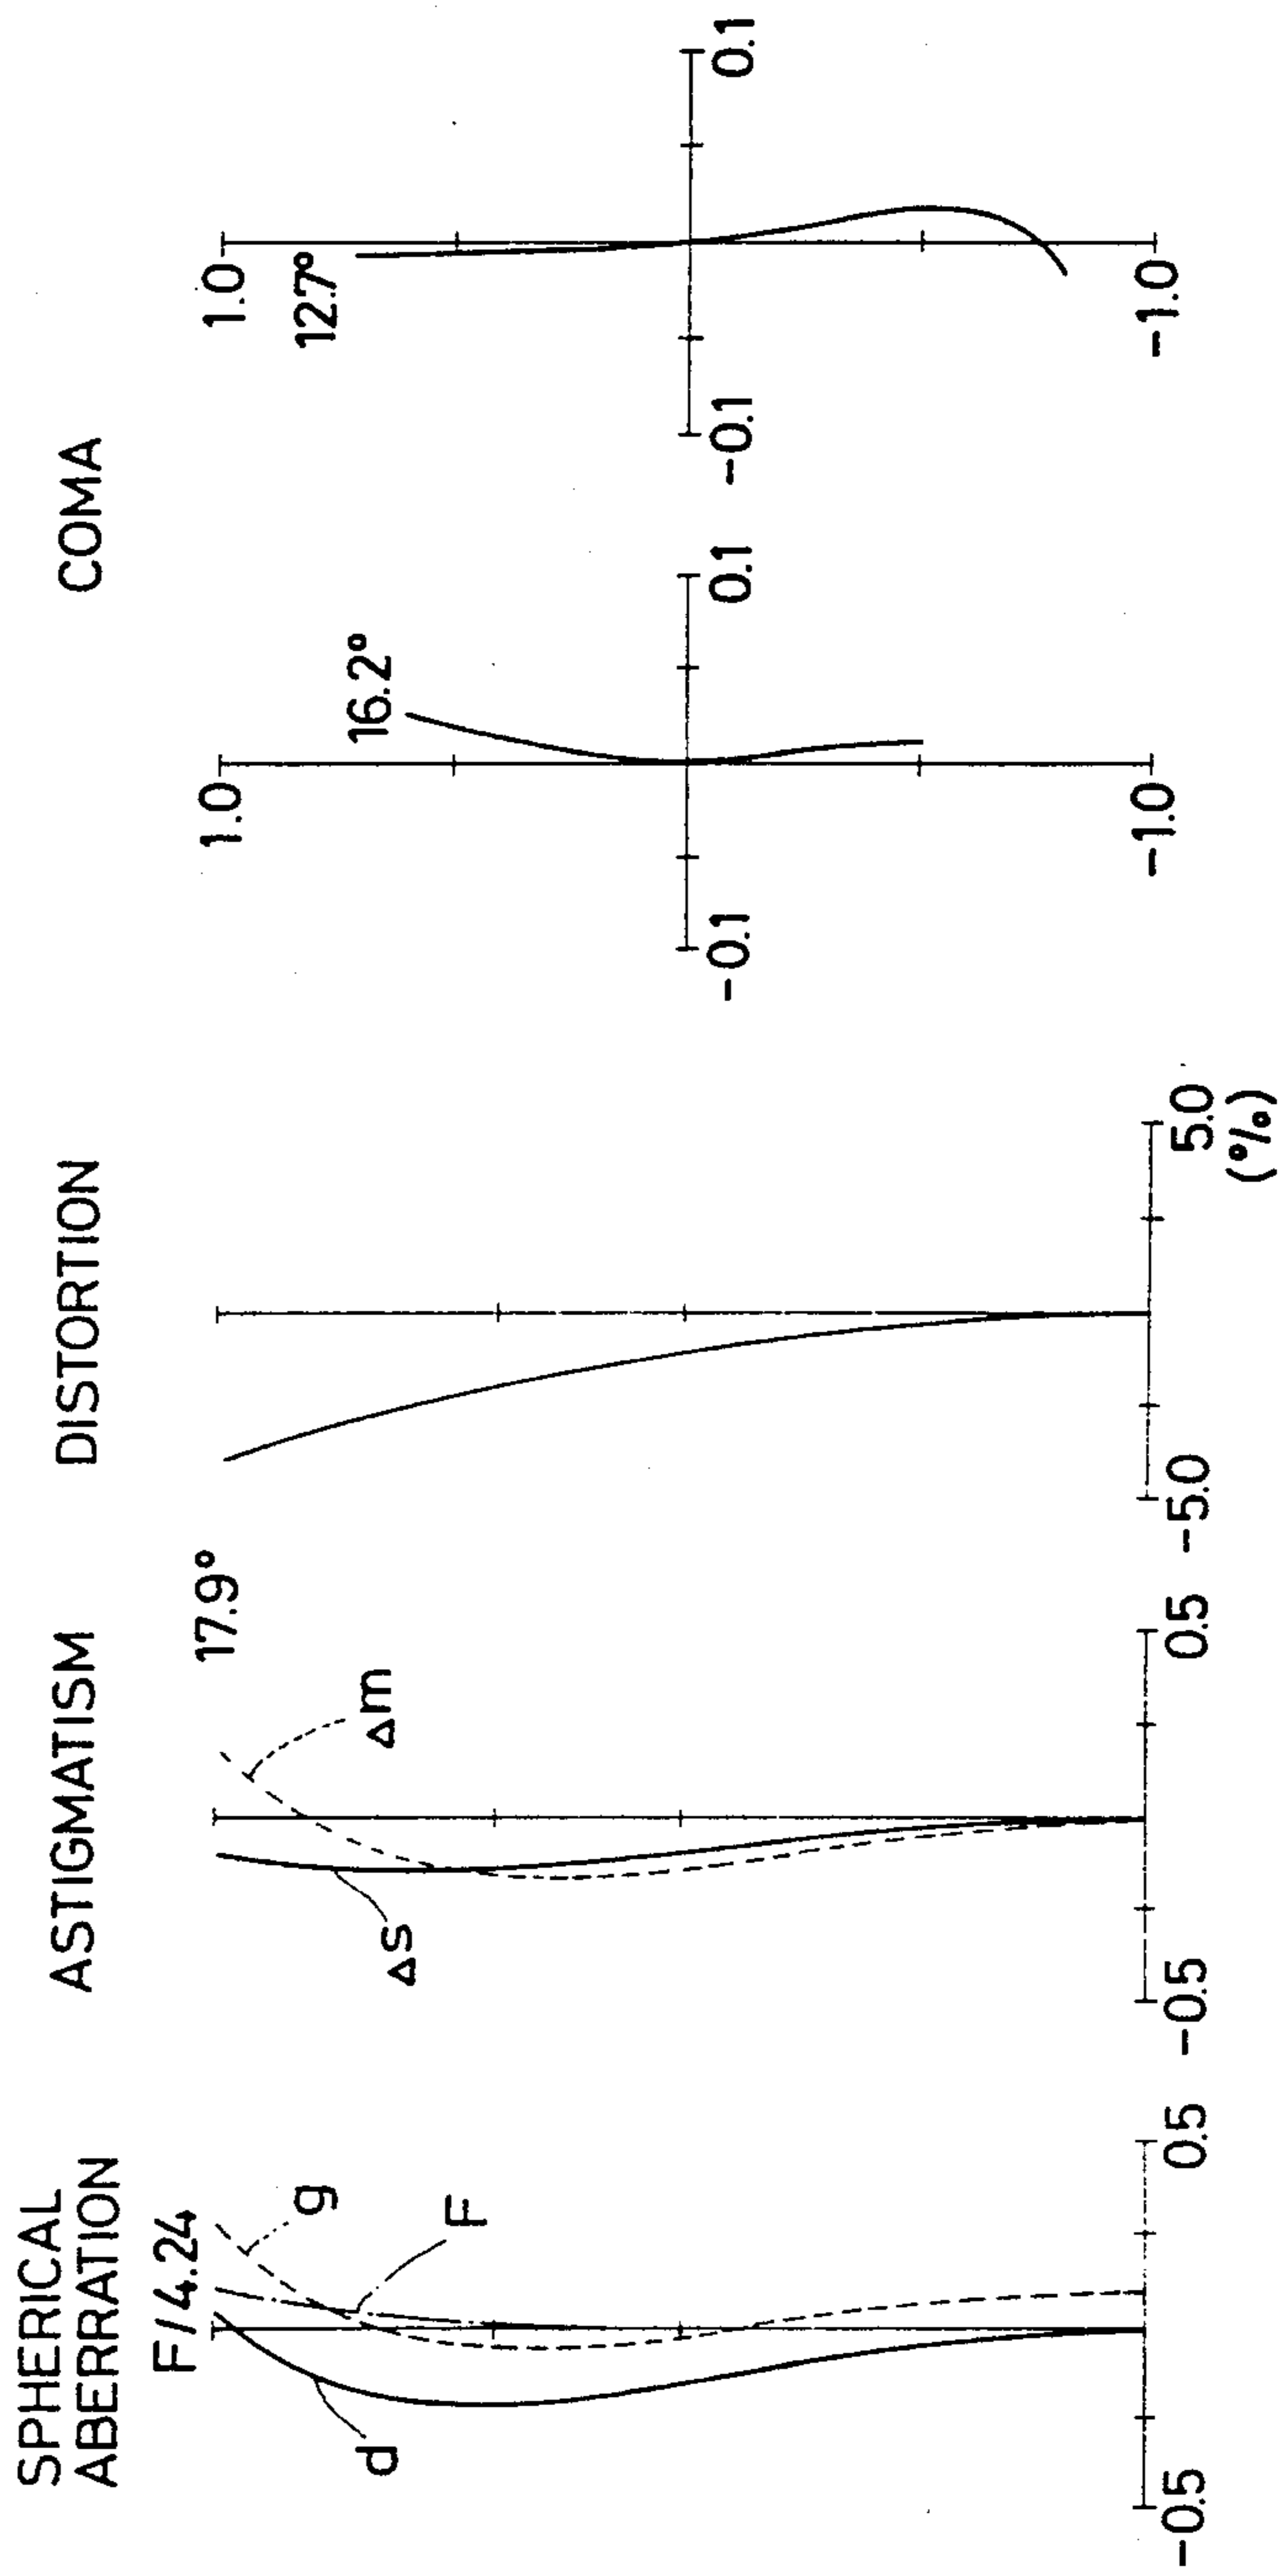 SPHERICAL
ABERRATION
F/4.24
g
F
d
-0.5
0.5
ASTIGMATISM
17.9°
Δm
Δs
-0.5
0.5
DISTORTION
-5.0
5.0
(%)
COMA
1.0
16.2°
-0.1
0.1
-1.0
1.0
12.7°
-0.1
0.1
-1.0